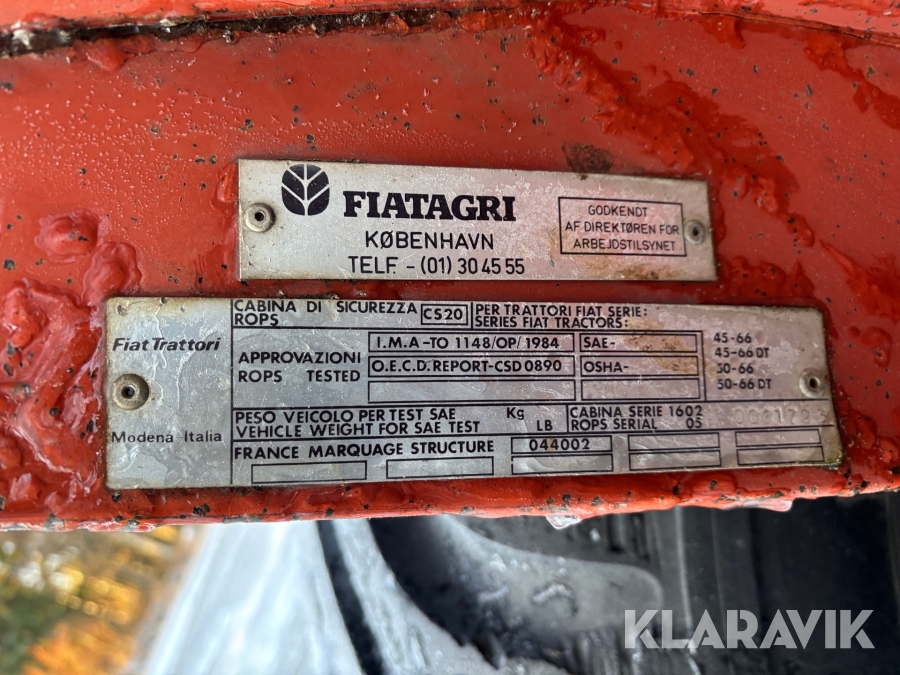 FIATAGRI
KØBENHAVN
TELF. - (01) 30 45 55
GODKENDT
AF DIREKTØREN FOR
ARBEJDSTILSYNET
Fiat Trattori
Modena Italia
CABINA DI SICUREZZA CS20
ROPS
PER TRATTORI FIAT SERIE:
SERIES FIAT TRACTORS:
APPROVAZIONI
ROPS TESTED
I.M.A-TO 1148/OP/1984
O.E.C.D. REPORT-CSD 0890
SAE-
OSHA-
45-66
45-66 DT
50-66
50-66 DT
PESO VEICOLO PER TEST SAE Kg
VEHICLE WEIGHT FOR SAE TEST LB
CABINA SERIE 1602
ROPS SERIAL 05
FRANCE MARQUAGE STRUCTURE 044002
KLARAVIK